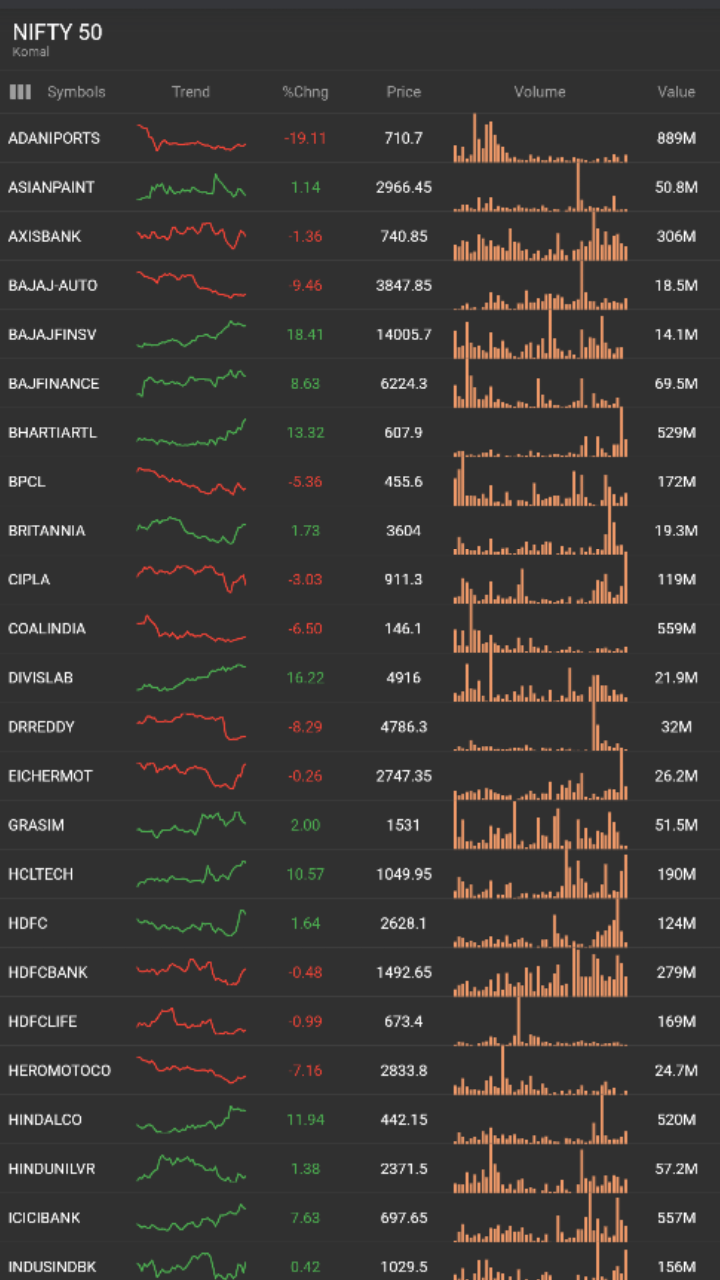 NIFTY 50
Komal
Symbols Trend %Chng Price Volume Value
ADANIPORTS -19.11 710.7 889M
ASIANPAINT 1.14 2966.45 50.8M
AXISBANK -1.36 740.85 306M
BAJAJ-AUTO -9.46 3847.85 18.5M
BAJAJFINSV 18.41 14005.7 14.1M
BAJFINANCE 8.63 6224.3 69.5M
BHARTIARTL 13.32 607.9 529M
BPCL -5.36 455.6 172M
BRITANNIA 1.73 3604 19.3M
CIPLA -3.03 911.3 119M
COALINDIA -6.50 146.1 559M
DIVISLAB 16.22 4916 21.9M
DRREDDY -8.29 4786.3 32M
EICHERMOT -0.26 2747.35 26.2M
GRASIM 2.00 1531 51.5M
HCLTECH 10.57 1049.95 190M
HDFC 1.64 2628.1 124M
HDFCBANK -0.48 1492.65 279M
HDFCLIFE -0.99 673.4 169M
HEROMOTOCO -7.16 2833.8 24.7M
HINDALCO 11.94 442.15 520M
HINDUNILVR 1.38 2371.5 57.2M
ICICIBANK 7.63 697.65 557M
INDUSINDBK 0.42 1029.5 156M